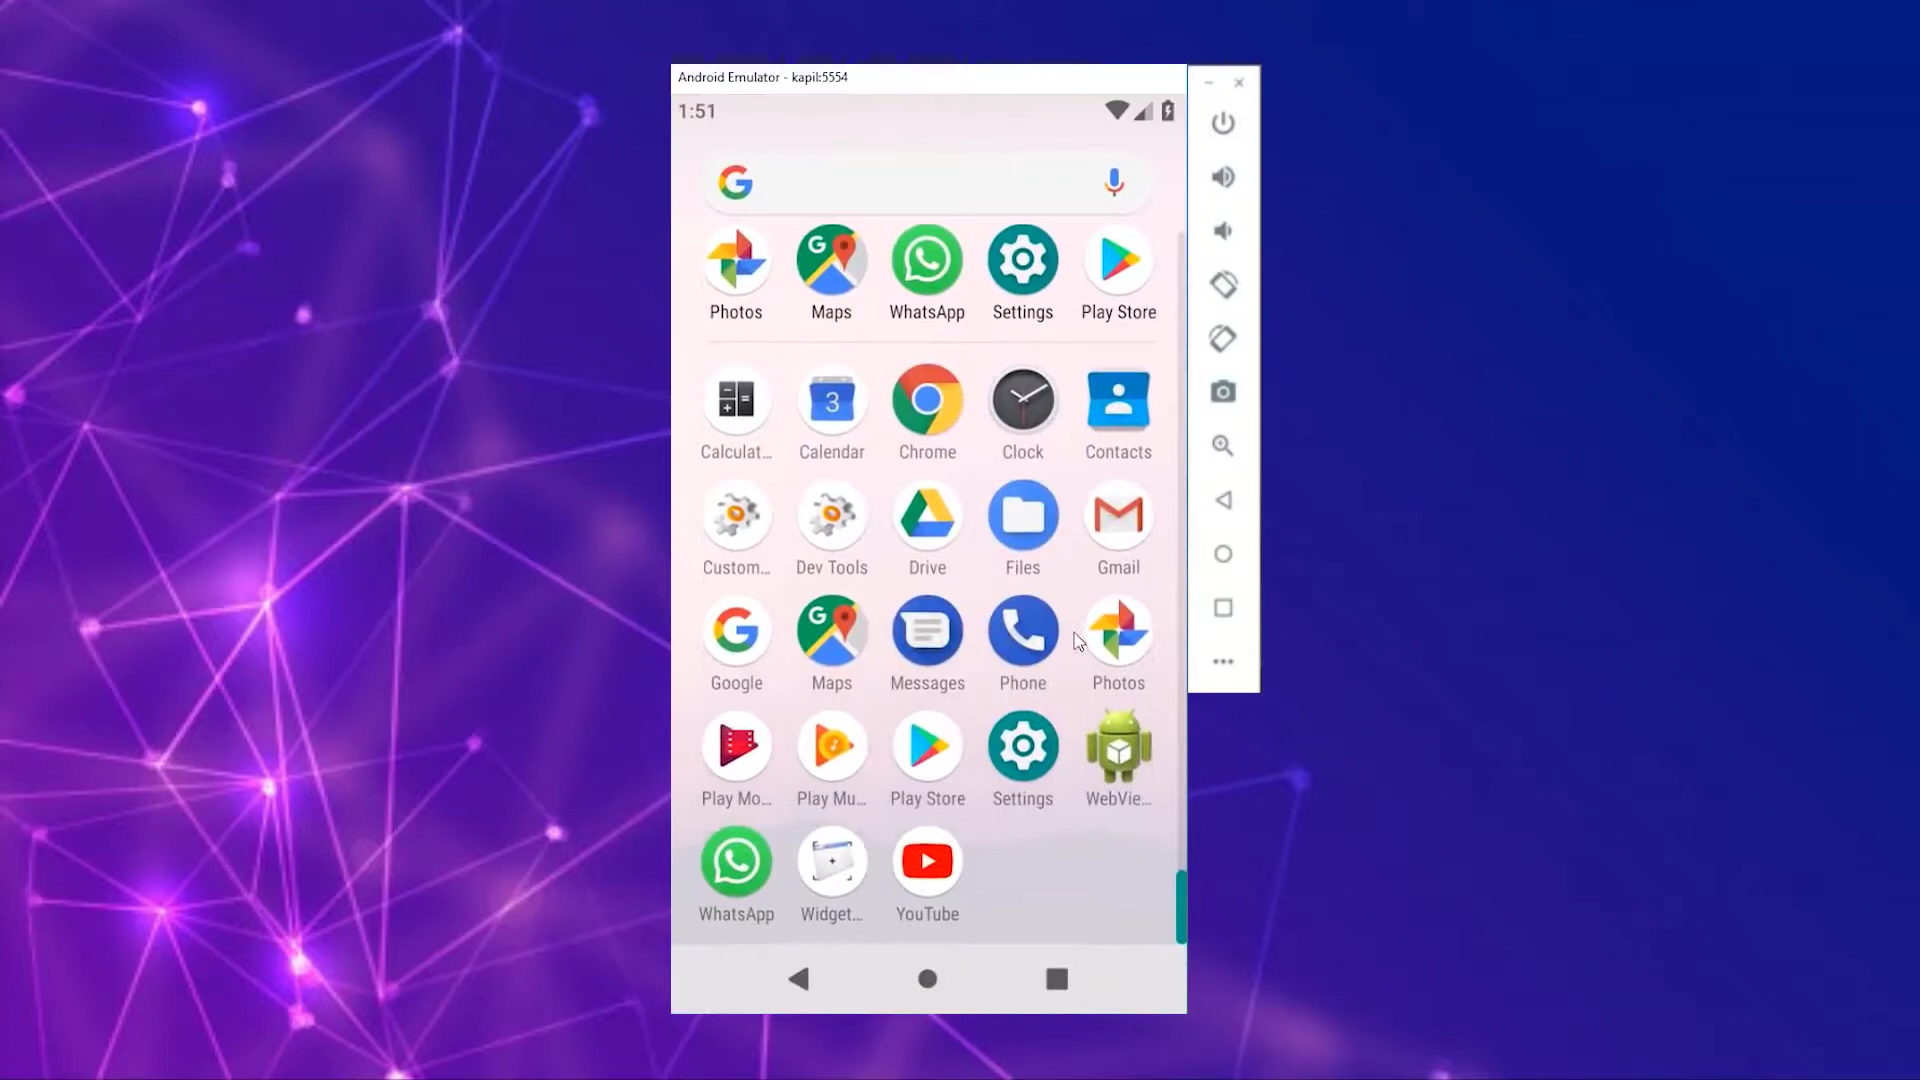 Android Emulator - kapil:5554
1:51
Photos Maps WhatsApp Settings Play Store
Calculat... Calendar Chrome Clock Contacts
Custom... Dev Tools Drive Files Gmail
Google Maps Messages Phone Photos
Play Mo... Play Mu... Play Store Settings WebVie...
WhatsApp Widget... YouTube